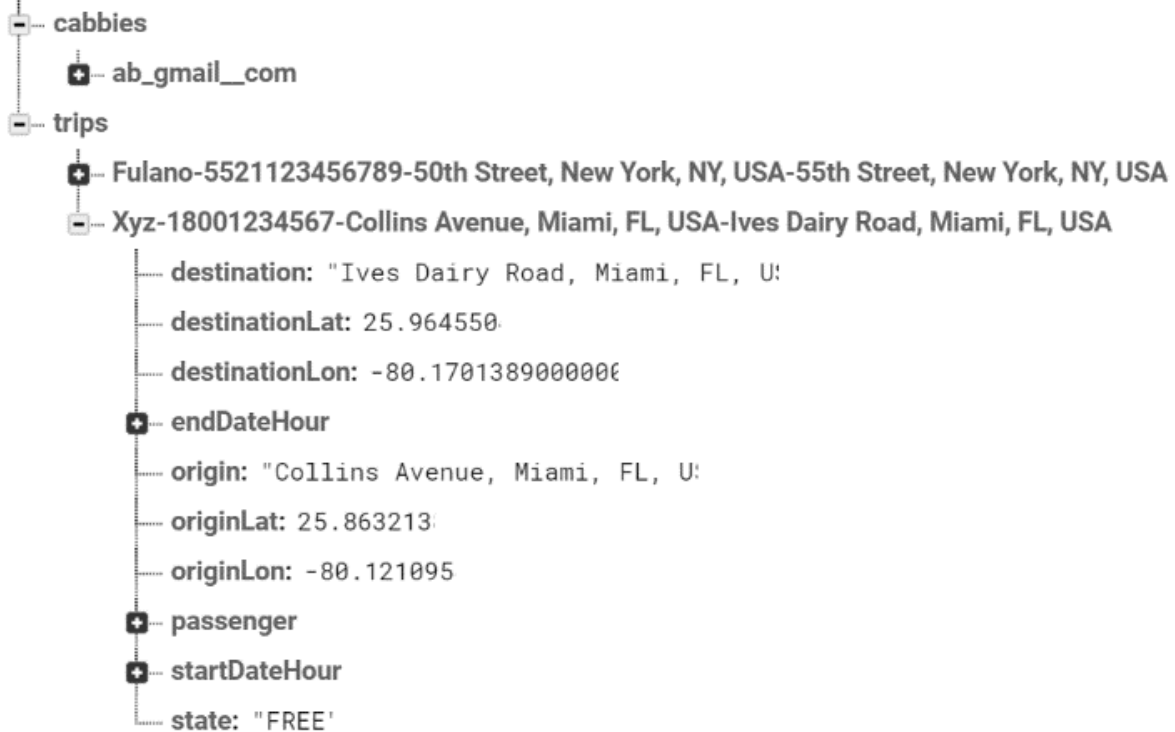 cabbies
ab_gmail__com
trips
Fulano-5521123456789-50th Street, New York, NY, USA-55th Street, New York, NY, USA
Xyz-18001234567-Collins Avenue, Miami, FL, USA-Ives Dairy Road, Miami, FL, USA
destination: "Ives Dairy Road, Miami, FL, U
destinationLat: 25.964550
destinationLon: -80.170138900000
endDateHour
origin: "Collins Avenue, Miami, FL, U
originLat: 25.863213
originLon: -80.121095
passenger
startDateHour
state: "FREE'